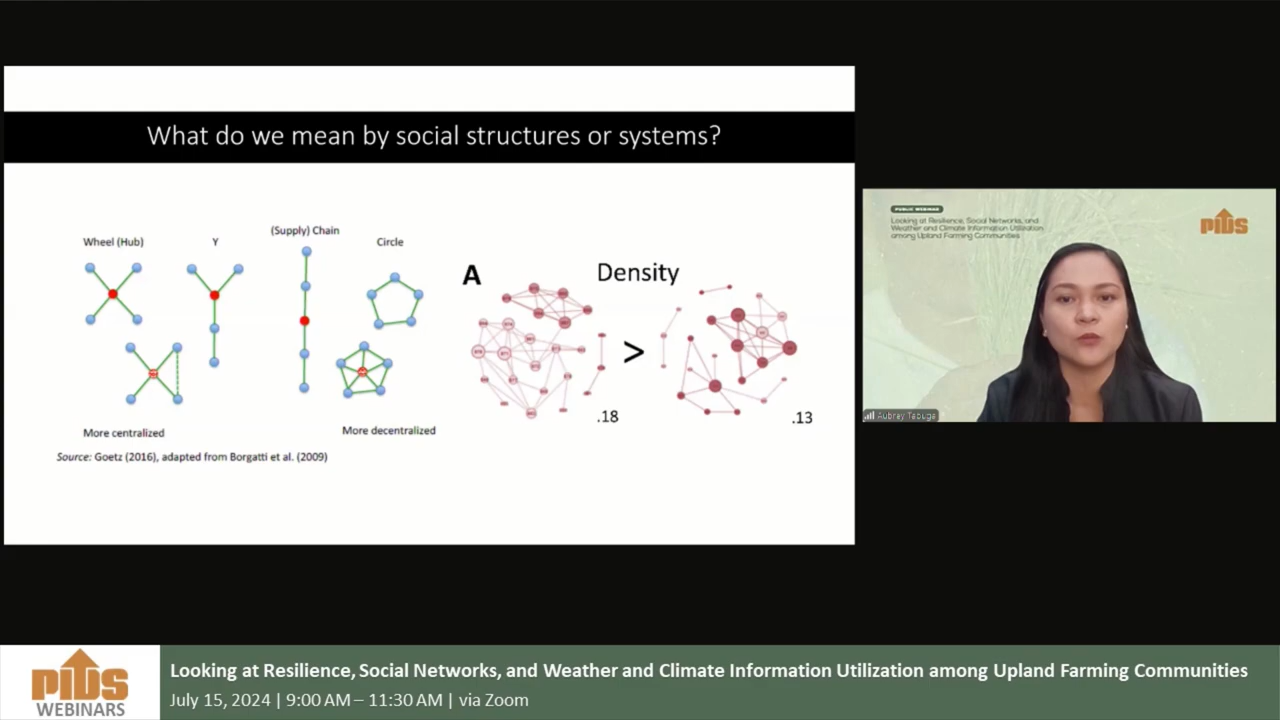 What do we mean by social structures or systems?
Wheel (Hub)
Y
(Supply) Chain
Circle
More centralized
More decentralized
Source: Goetz (2016), adapted from Borgatti et al. (2009)
A
Density
.18
>
.13
PUBLIC WEBINAR
Looking at Resilience, Social Networks, and
Weather and Climate Information Utilization
among Upland Farming Communities
pids
Aubrey Tabuga
pids
WEBINARS
Looking at Resilience, Social Networks, and Weather and Climate Information Utilization among Upland Farming Communities
July 15, 2024 | 9:00 AM – 11:30 AM | via Zoom